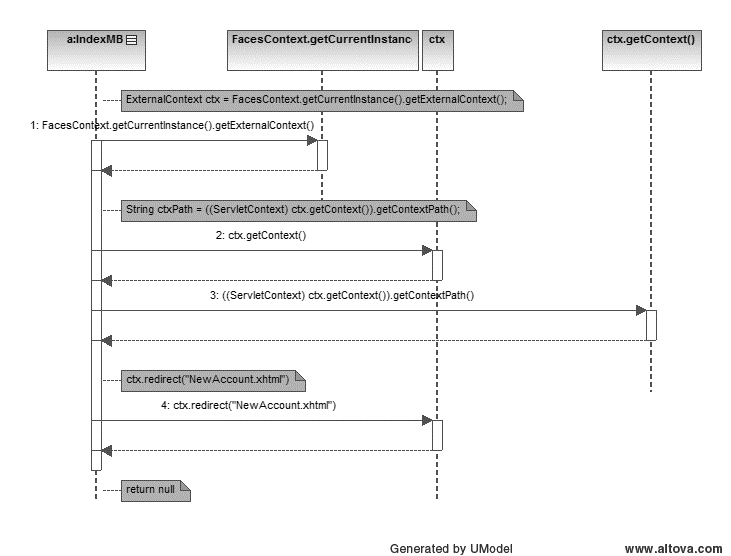 a:IndexMB
FacesContext.getCurrentInstanc
ctx
ctx.getContext()
ExternalContext ctx = FacesContext.getCurrentInstance().getExternalContext();
1: FacesContext.getCurrentInstance().getExternalContext()
String ctxPath = ((ServletContext) ctx.getContext()).getContextPath();
2: ctx.getContext()
3: ((ServletContext) ctx.getContext()).getContextPath()
ctx.redirect("NewAccount.xhtml")
4: ctx.redirect("NewAccount.xhtml")
return null
Generated by UModel
www.altova.com